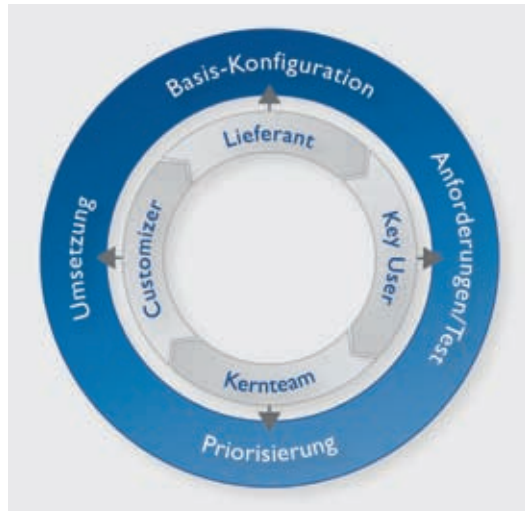 Basis-Konfiguration
Lieferant
Anforderungen/Test
Key User
Kernteam
Priorisierung
Customizer
Umsetzung